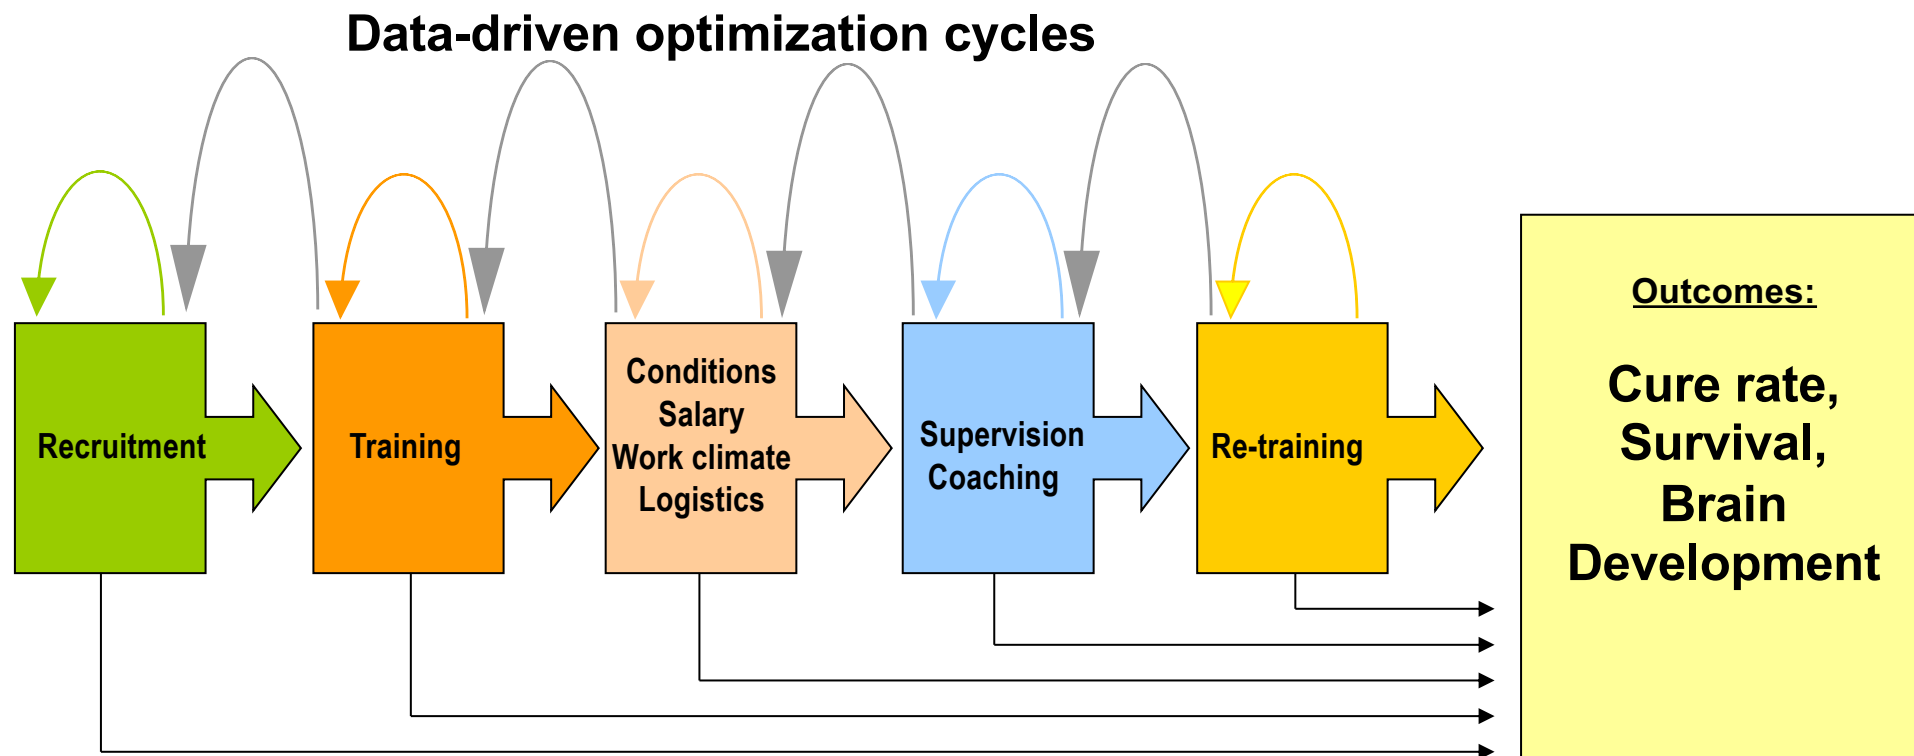 Data-driven optimization cycles
Recruitment
Training
Conditions
Salary
Work climate
Logistics
Supervision
Coaching
Re-training
Outcomes:
Cure rate,
Survival,
Brain
Development